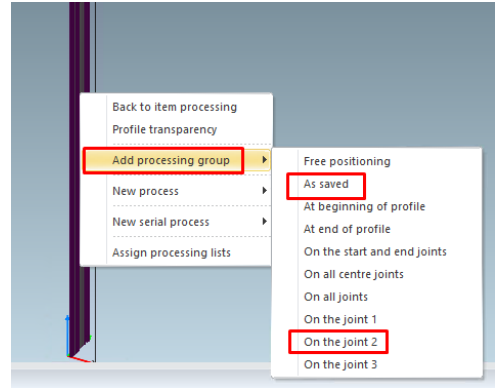 Back to item processing
Profile transparency
Add processing group
New process
New serial process
Assign processing lists
Free positioning
As saved
At beginning of profile
At end of profile
On the start and end joints
On all centre joints
On all joints
On the joint 1
On the joint 2
On the joint 3